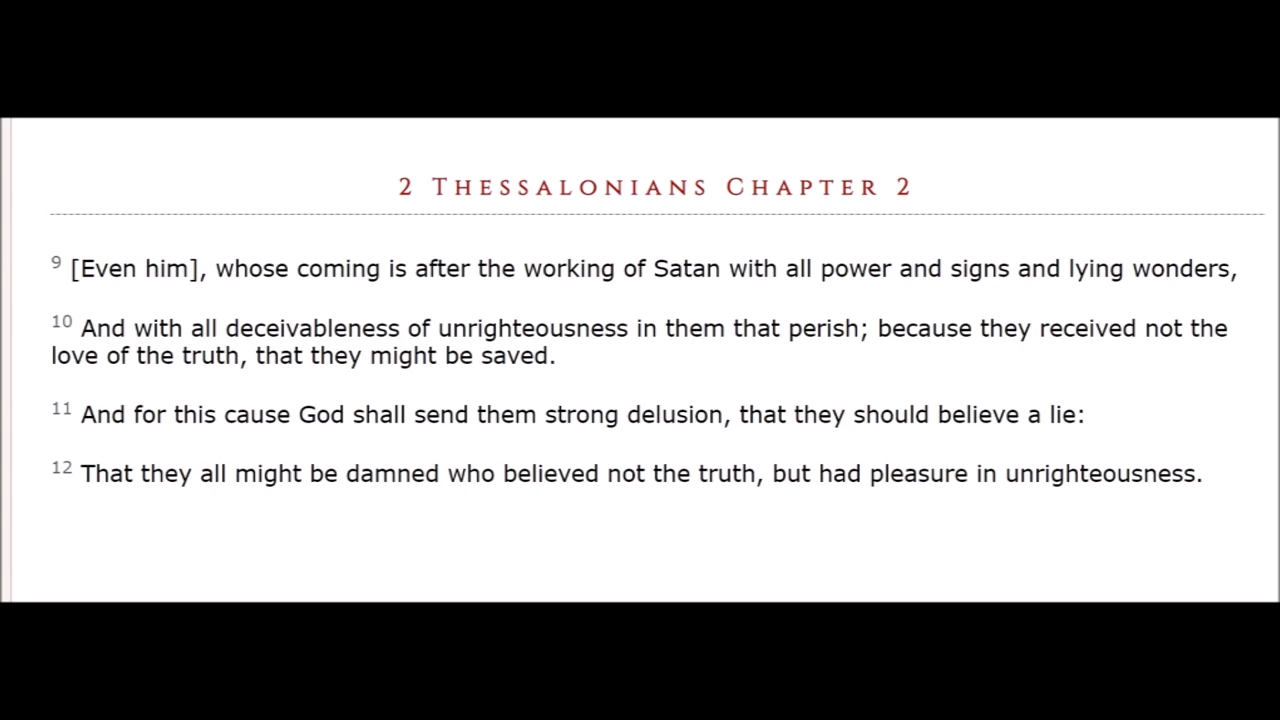 2 Thessalonians Chapter 2
9 [Even him], whose coming is after the working of Satan with all power and signs and lying wonders,
10 And with all deceivableness of unrighteousness in them that perish; because they received not the
love of the truth, that they might be saved.
11 And for this cause God shall send them strong delusion, that they should believe a lie:
12 That they all might be damned who believed not the truth, but had pleasure in unrighteousness.